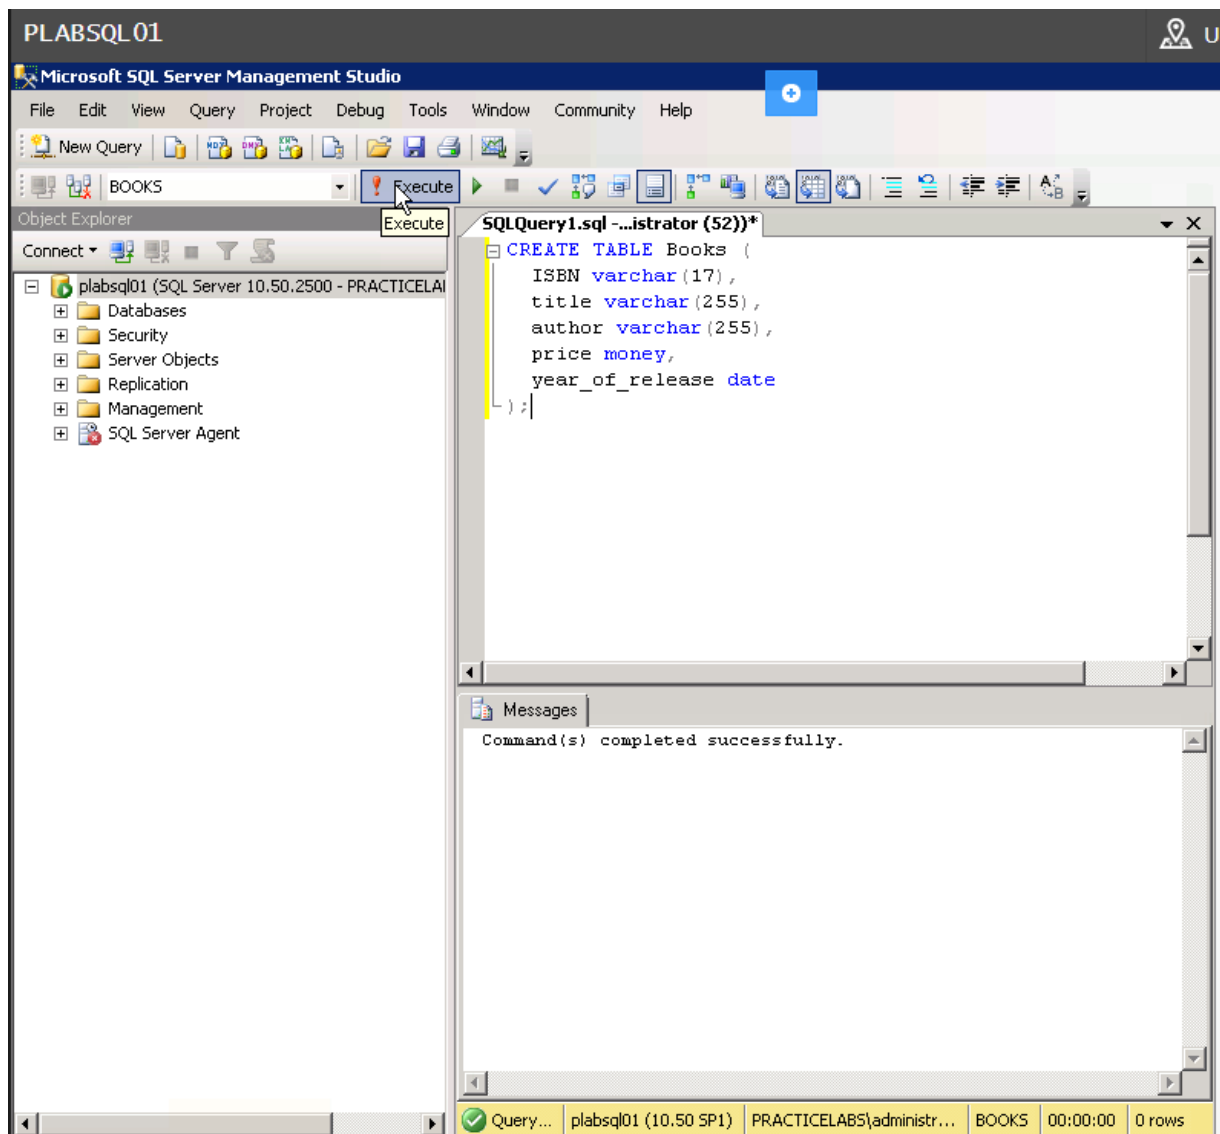 PLABSQL01
U
Microsoft SQL Server Management Studio
File Edit View Query Project Debug Tools Window Community Help
New Query
BOOKS Execute
Object Explorer
Execute
SQLQuery1.sql -...istrator (52))*
Connect
plabsql01 (SQL Server 10.50.2500 - PRACTICELA
Databases
Security
Server Objects
Replication
Management
SQL Server Agent
CREATE TABLE Books (
ISBN varchar(17),
title varchar(255),
author varchar(255),
price money,
year_of_release date
);
Messages
Command(s) completed successfully.
Query... plabsql01 (10.50 SP1) PRACTICELABS\administr... BOOKS 00:00:00 0 rows